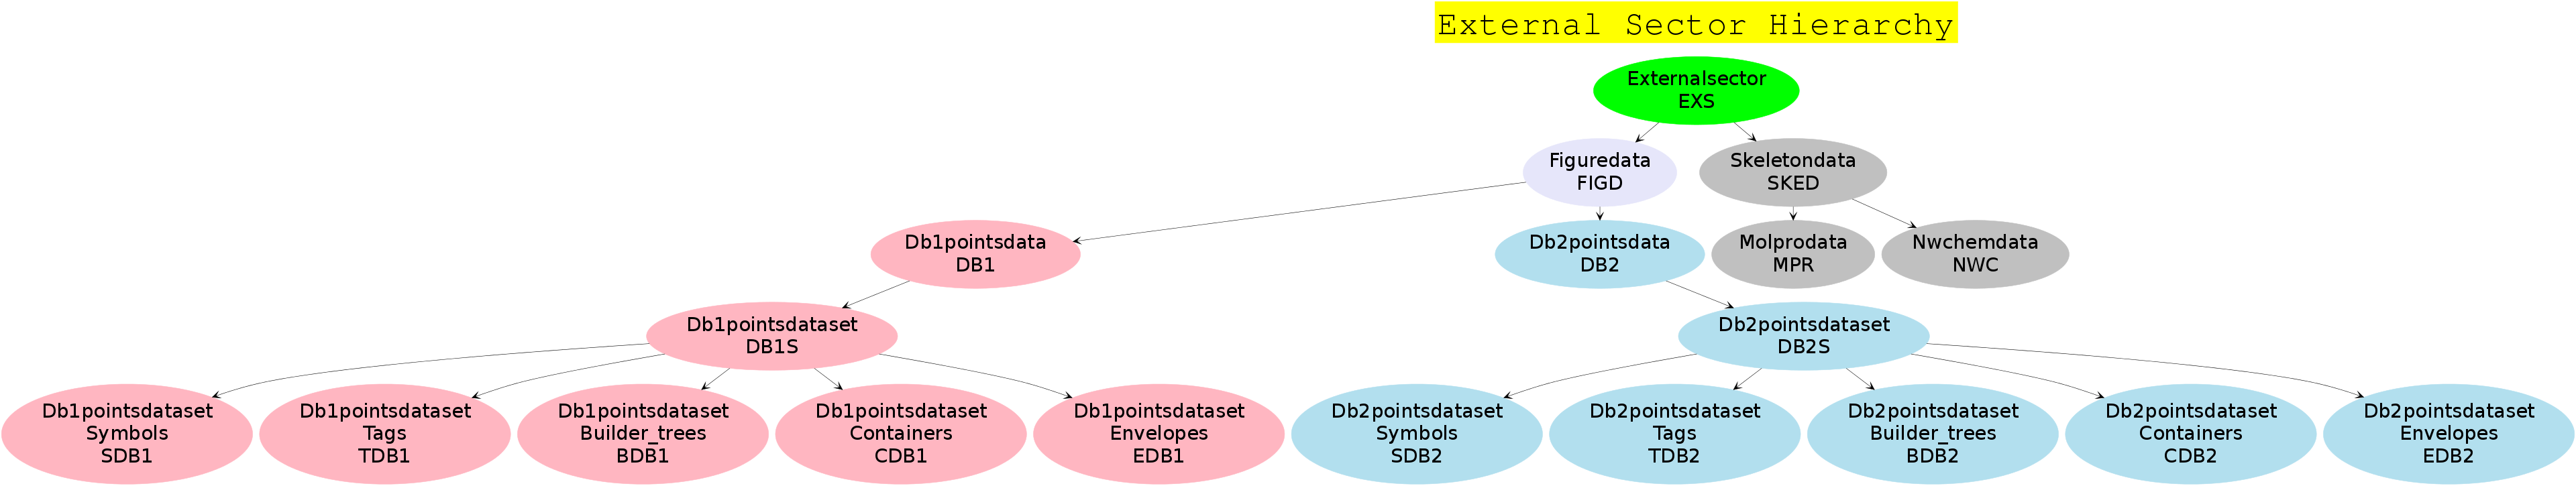 External Sector Hierarchy
Externalsector
EXS
Figuredata
FIGD
Skeletondata
SKED
Db1pointsdata
DB1
Db2pointsdata
DB2
Molprodata
MPR
Nwchemdata
NWC
Db1pointsdataset
DB1S
Db2pointsdataset
DB2S
Db1pointsdataset
Symbols
SDB1
Db1pointsdataset
Tags
TDB1
Db1pointsdataset
Builder_trees
BDB1
Db1pointsdataset
Containers
CDB1
Db1pointsdataset
Envelopes
EDB1
Db2pointsdataset
Symbols
SDB2
Db2pointsdataset
Tags
TDB2
Db2pointsdataset
Builder_trees
BDB2
Db2pointsdataset
Containers
CDB2
Db2pointsdataset
Envelopes
EDB2